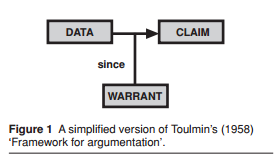 DATA
CLAIM
since
WARRANT
Figure 1 A simplified version of Toulmin's (1958)
‘Framework for argumentation’.